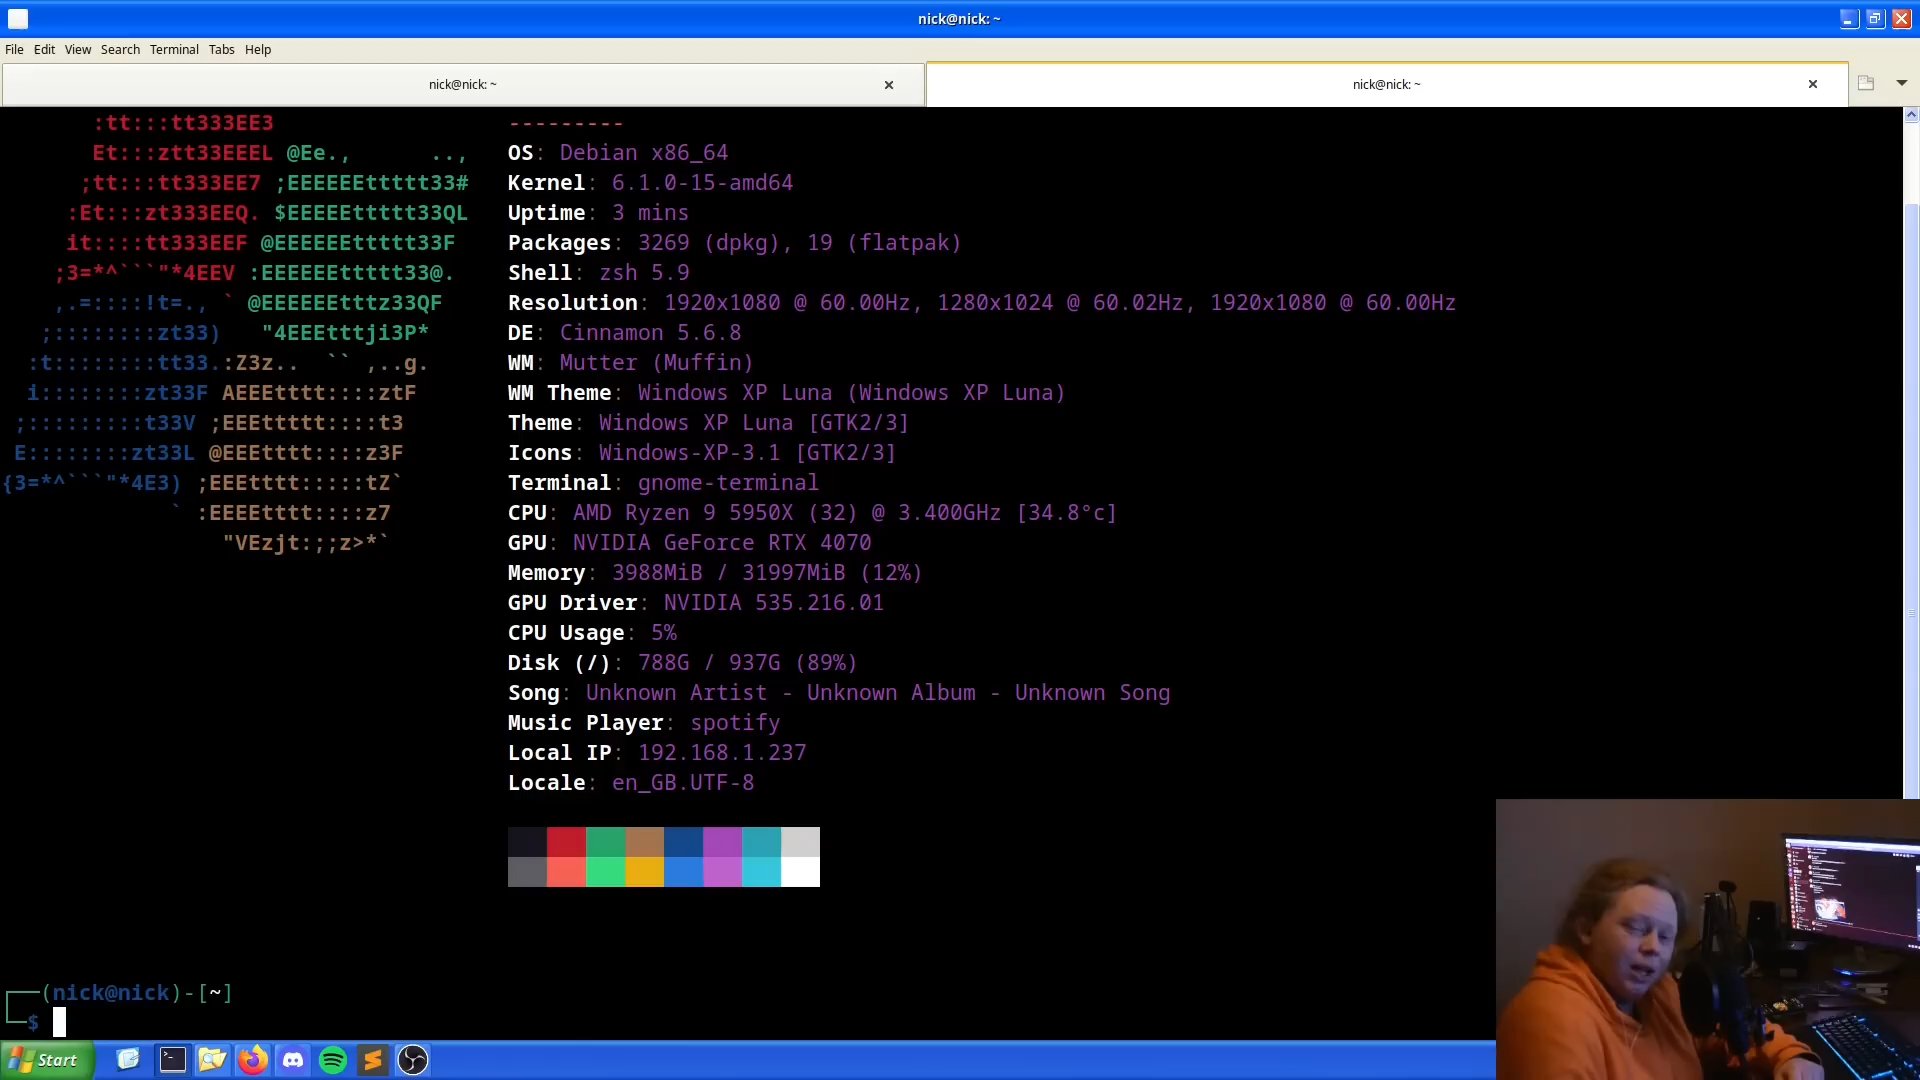 nick@nick: ~
File Edit View Search Terminal Tabs Help
nick@nick: ~
nick@nick: ~
:tt:::tt333EE3
---------
Et:::ztt33EEEL @Ee., ..,
OS: Debian x86_64
;tt:::tt333EE7 ;EEEEEEttttt33#
Kernel: 6.1.0-15-amd64
:Et:::zt333EEQ. $EEEEEttttt33QL
Uptime: 3 mins
it::::tt333EEF @EEEEEEttttt33F
Packages: 3269 (dpkg), 19 (flatpak)
;3=*^```"*4EEV :EEEEEEttttt33@.
Shell: zsh 5.9
,.=::::!t=., ` @EEEEEEtttz33QF
Resolution: 1920x1080 @ 60.00Hz, 1280x1024 @ 60.02Hz, 1920x1080 @ 60.00Hz
;::::::::zt33) "4EEEtttji3P*
DE: Cinnamon 5.6.8
:t::::::::tt33.:Z3z.. `` ,..g.
WM: Mutter (Muffin)
i::::::::zt33F AEEEtttt::::ztF
WM Theme: Windows XP Luna (Windows XP Luna)
;:::::::::t33V ;EEEttttt::::t3
Theme: Windows XP Luna [GTK2/3]
E::::::::zt33L @EEEtttt::::z3F
Icons: Windows-XP-3.1 [GTK2/3]
{3=*^```"*4E3) ;EEEtttt:::::tZ`
Terminal: gnome-terminal
` :EEEEtttt::::z7
CPU: AMD Ryzen 9 5950X (32) @ 3.400GHz [34.8°c]
"VEzjt:;;z>*`
GPU: NVIDIA GeForce RTX 4070
Memory: 3988MiB / 31997MiB (12%)
GPU Driver: NVIDIA 535.216.01
CPU Usage: 5%
Disk (/): 788G / 937G (89%)
Song: Unknown Artist - Unknown Album - Unknown Song
Music Player: spotify
Local IP: 192.168.1.237
Locale: en_GB.UTF-8
(nick@nick)-[~]
$
Start